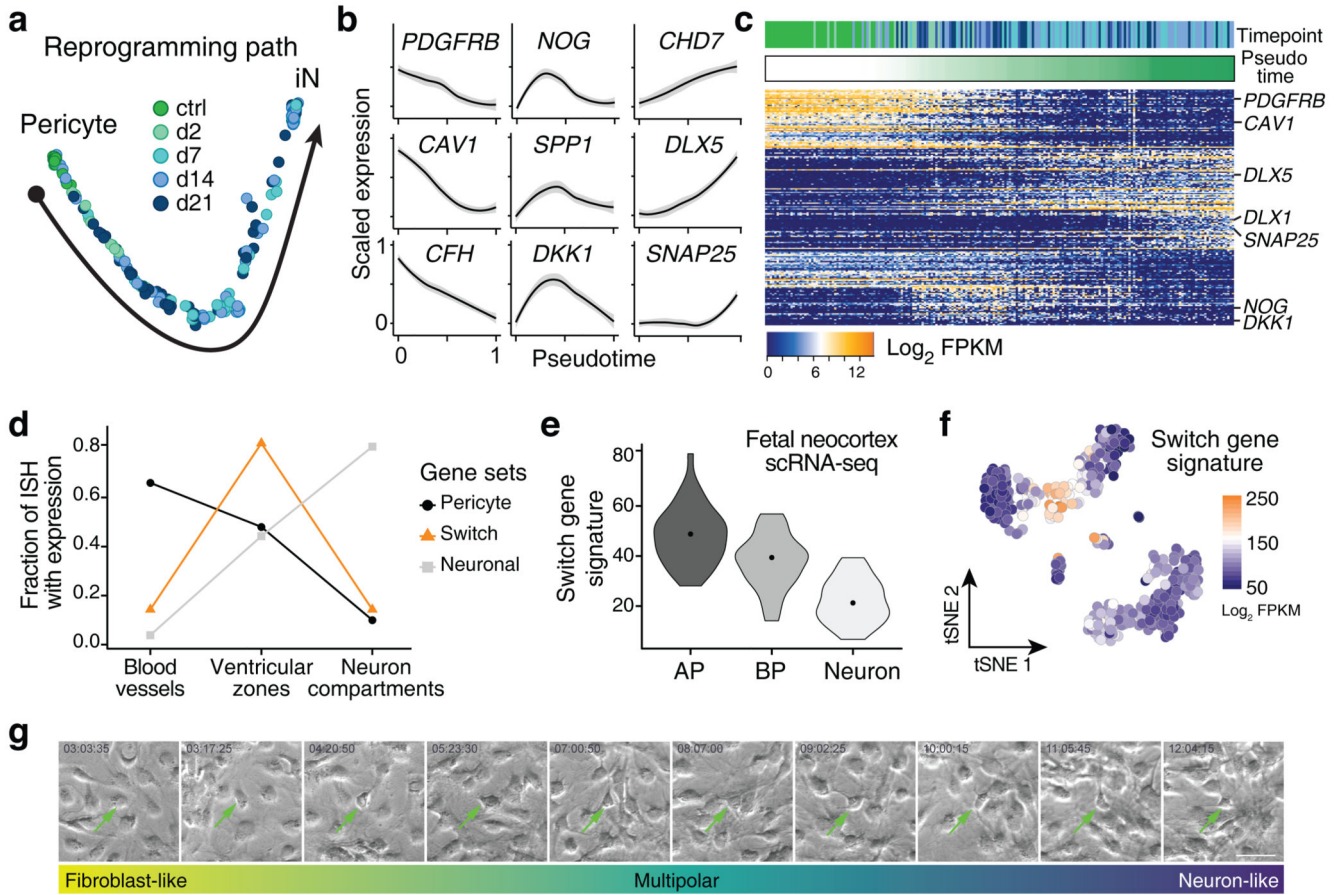 a
Reprogramming path
iN
Pericyte
ctrl
d2
d7
d14
d21
b
PDGFRB
NOG
CHD7
CAV1
SPP1
DLX5
CFH
DKK1
SNAP25
Scaled expression
1
0
0
1
Pseudotime
c
Timepoint
Pseudo
time
PDGFRB
CAV1
DLX5
DLX1
SNAP25
NOG
DKK1
Log2 FPKM
0 6 12
d
Fraction of ISH
with expression
0.8
0.6
0.4
0.2
0.0
Blood
vessels
Ventricular
zones
Neuron
compartments
Gene sets
Pericyte
Switch
Neuronal
e
Fetal neocortex
scRNA-seq
Switch gene
signature
80
60
40
20
AP
BP
Neuron
f
Switch gene
signature
250
150
50
Log2 FPKM
tSNE 2
tSNE 1
g
03:03:35
03:17:25
04:20:50
05:23:30
07:00:50
08:07:00
09:02:25
10:00:15
11:05:45
12:04:15
Fibroblast-like
Multipolar
Neuron-like